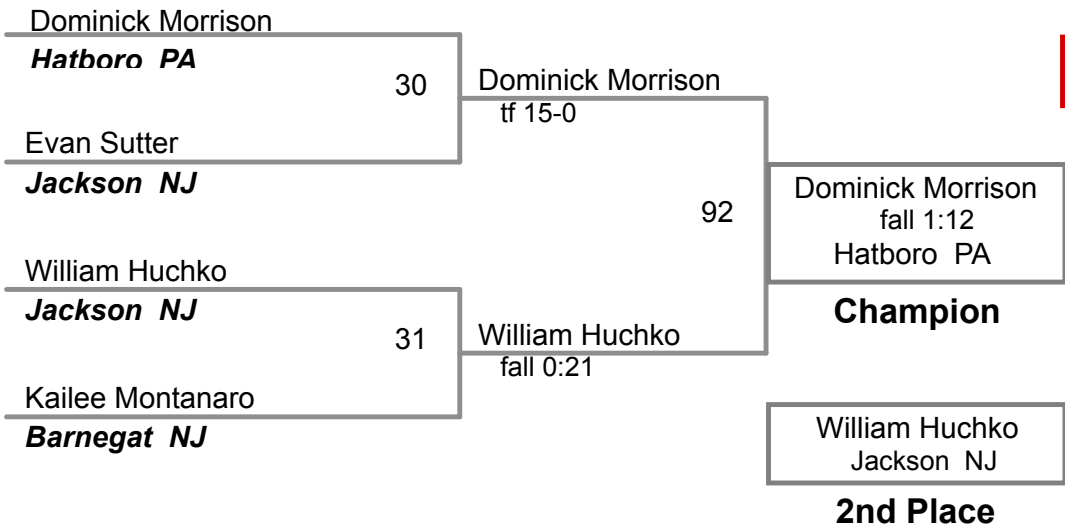 Dominick Morrison
Hatboro PA
30
Dominick Morrison
tf 15-0
Evan Sutter
Jackson NJ
92
Dominick Morrison
fall 1:12
Hatboro PA
Champion
William Huchko
Jackson NJ
31
William Huchko
fall 0:21
Kailee Montanaro
Barnegat NJ
William Huchko
Jackson NJ
2nd Place